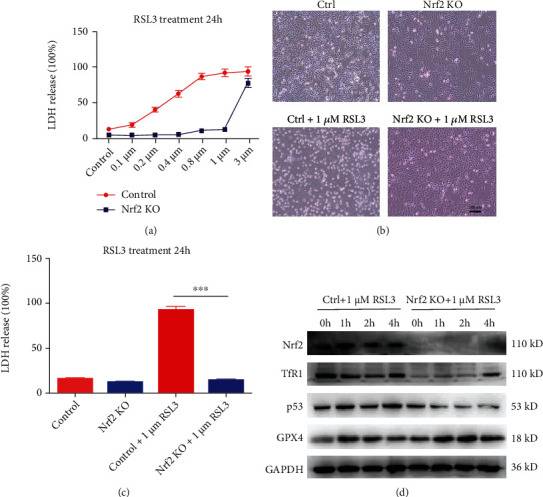 RSL3 treatment 24h
LDH release (100%)
150
100
50
0
Control
0.1 μm
0.2 μm
0.4 μm
0.8 μm
1 μm
3 μm
Control
Nrf2 KO
(a)
Ctrl
Nrf2 KO
Ctrl + 1 μM RSL3
Nrf2 KO + 1 μM RSL3
(b)
RSL3 treatment 24h
LDH release (100%)
150
100
50
0
***
Control
Nrf2 KO
Control + 1 μm RSL3
Nrf2 KO + 1 μm RSL3
(c)
Ctrl+1 μM RSL3
Nrf2 KO+1 μM RSL3
0h 1h 2h 4h 0h 1h 2h 4h
Nrf2 110 kD
TfR1 110 kD
p53 53 kD
GPX4 18 kD
GAPDH 36 kD
(d)